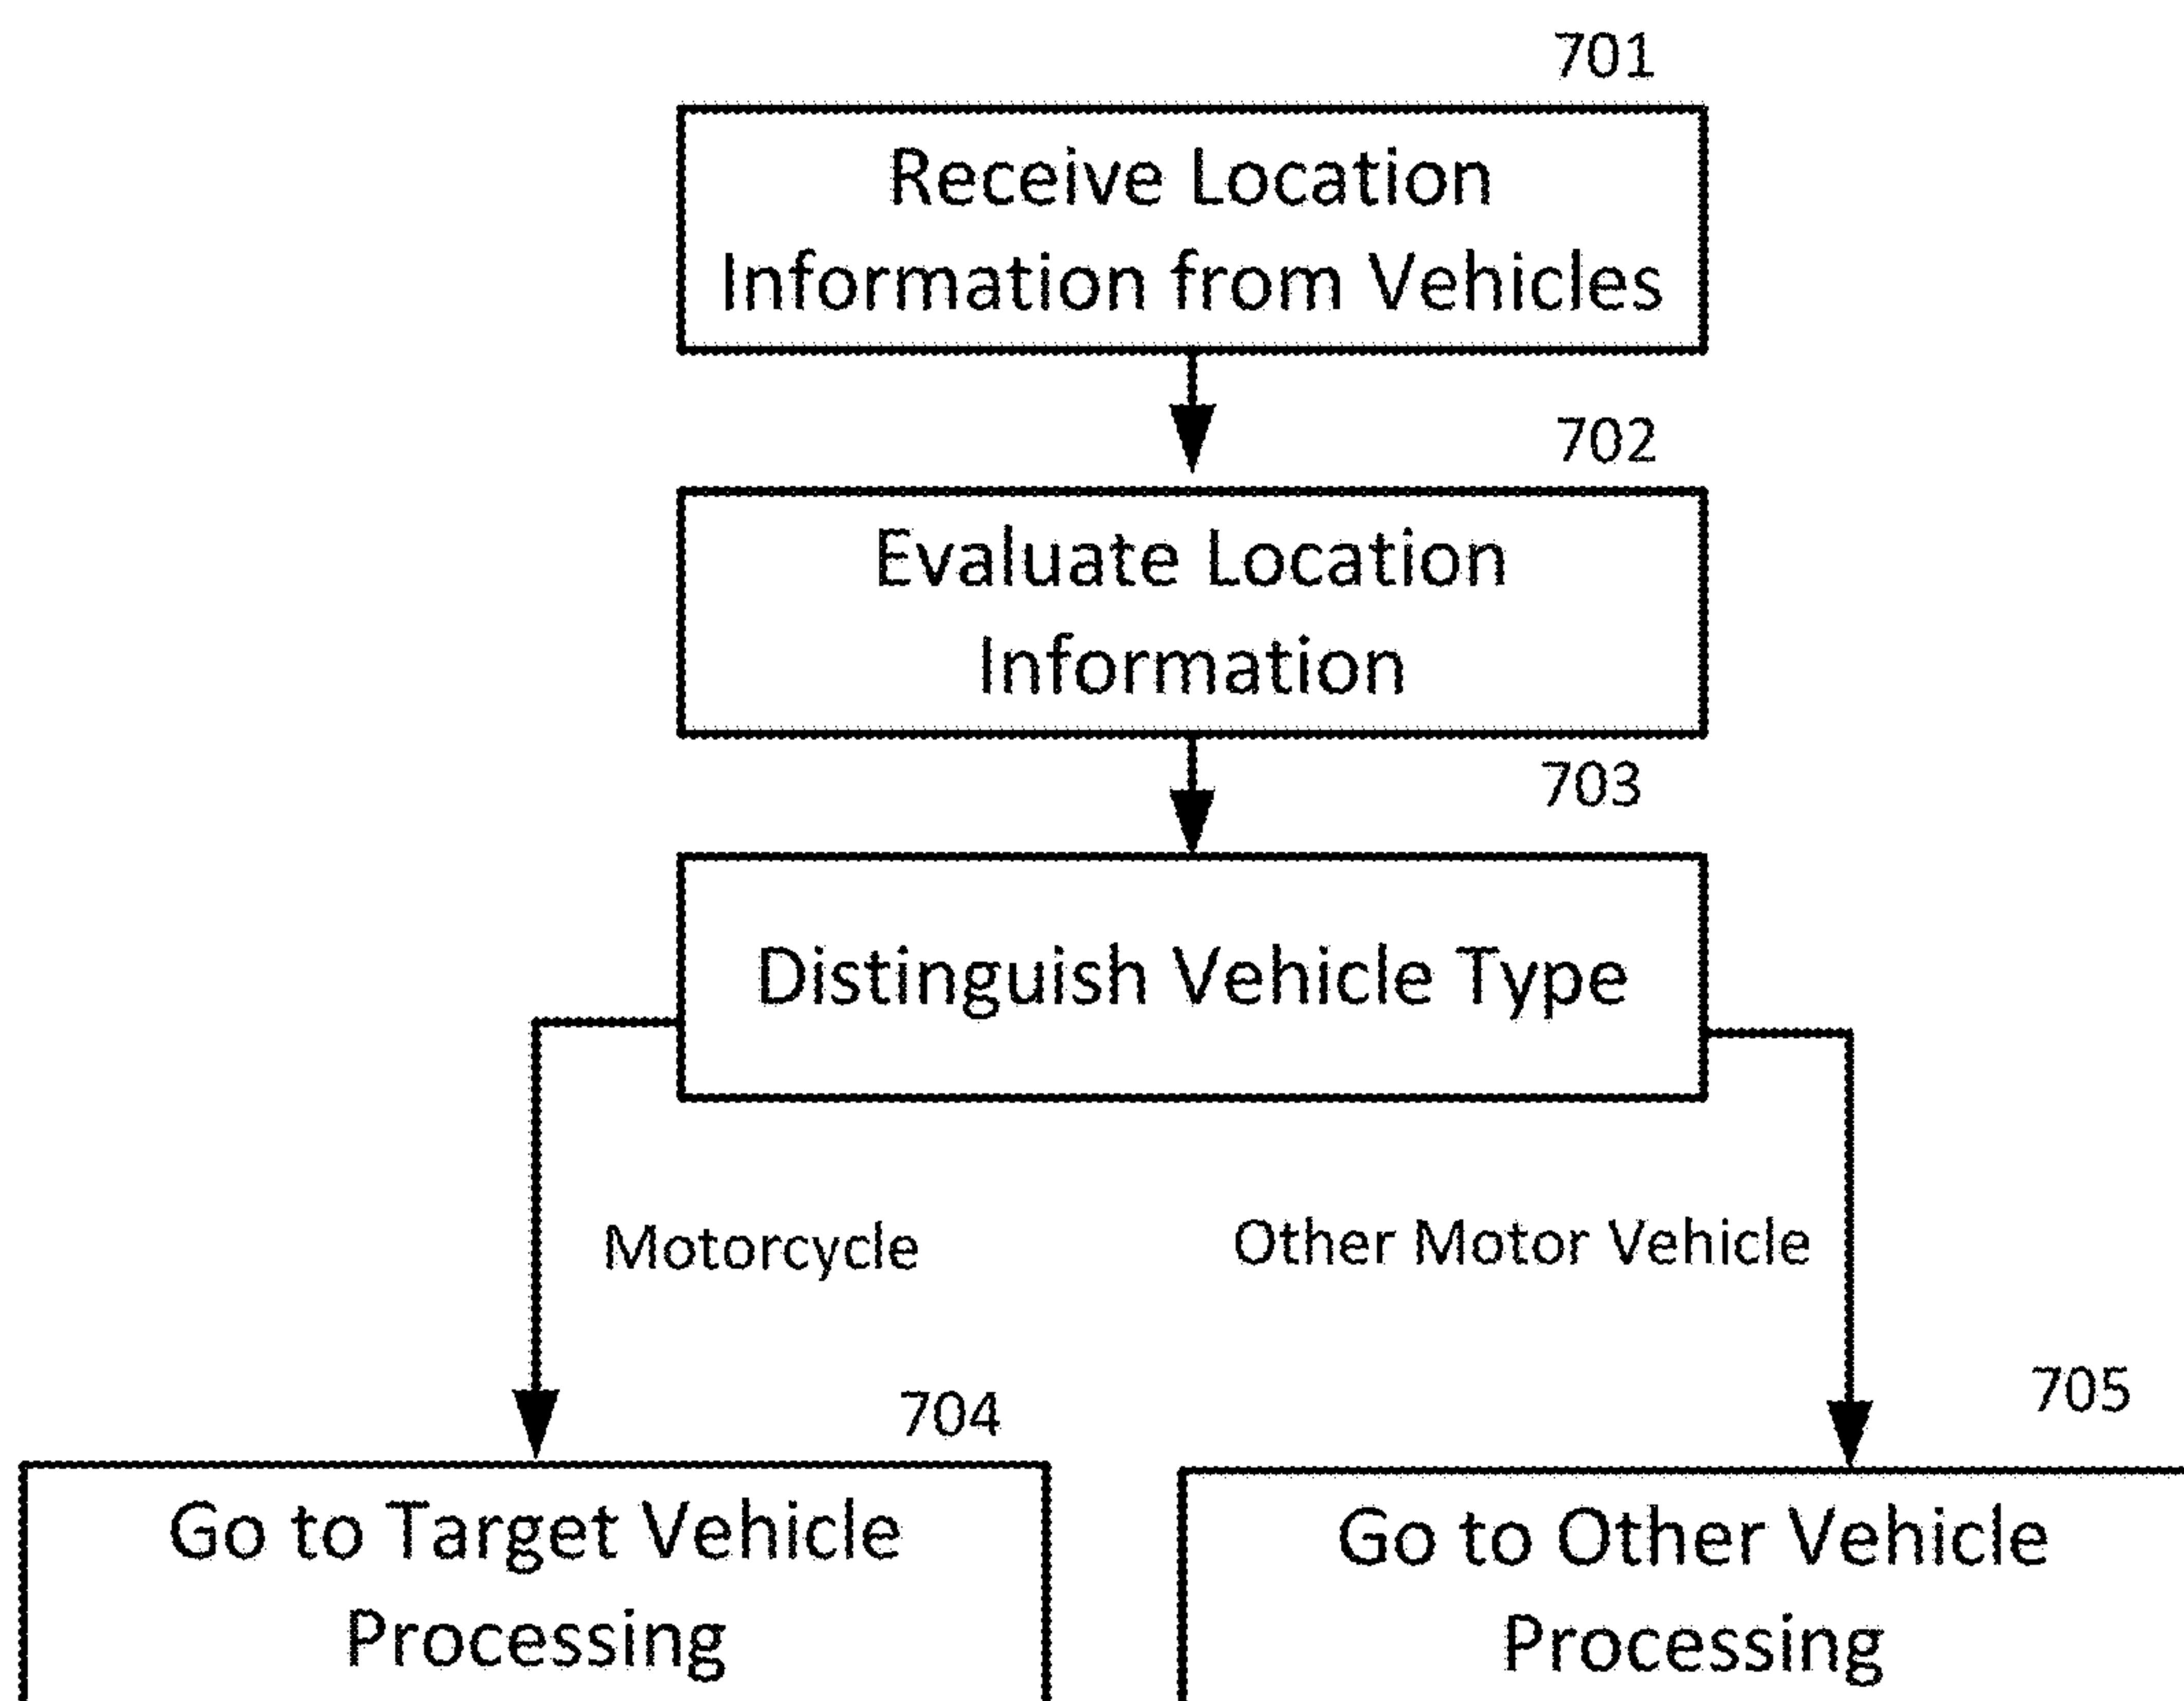 701
Receive Location
Information from Vehicles
702
Evaluate Location
Information
703
Distinguish Vehicle Type
Motorcycle
Other Motor Vehicle
704
705
Go to Target Vehicle
Processing
Go to Other Vehicle
Processing